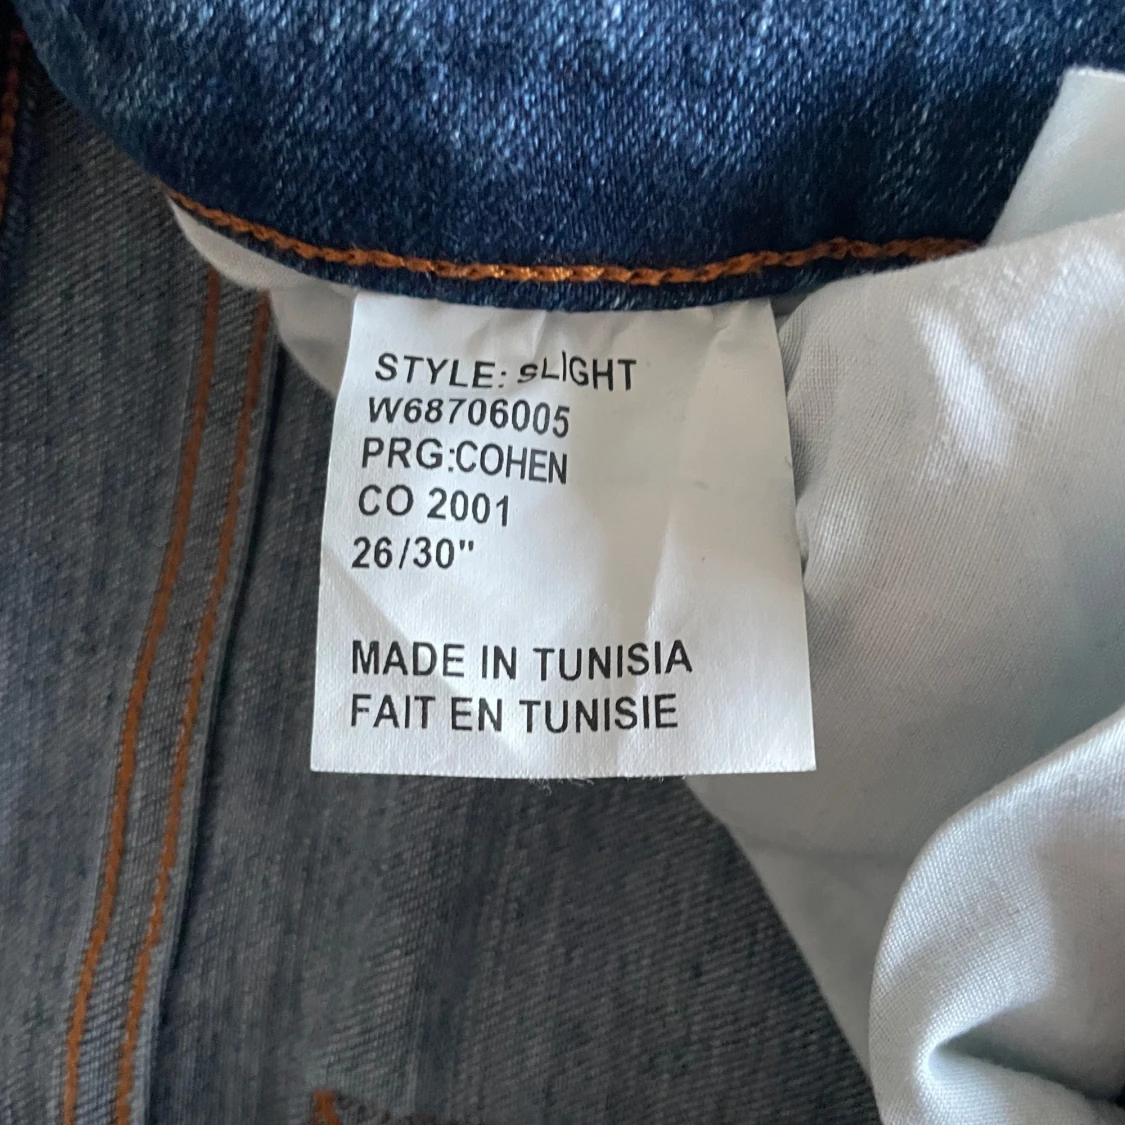 STYLE: SLIGHT
W68706005
PRG:COHEN
CO 2001
26/30"
MADE IN TUNISIA
FAIT EN TUNISIE